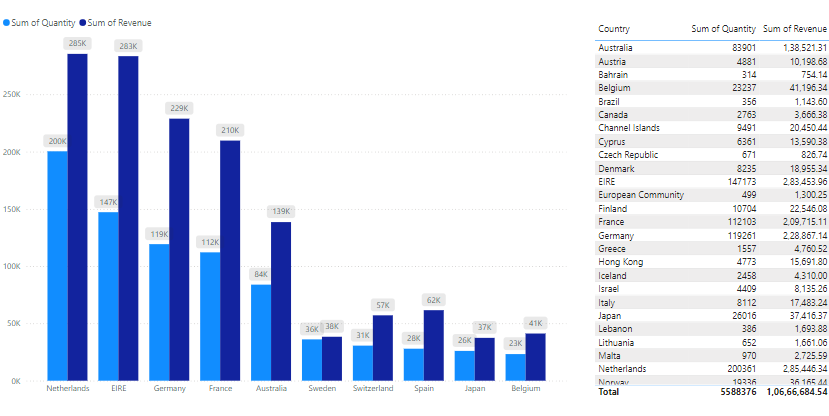 Sum of Quantity Sum of Revenue
285K
283K
229K
210K
200K
147K
139K
119K
112K
84K
36K
38K
31K
57K
28K
62K
26K
37K
23K
41K
250K
200K
150K
100K
50K
0K
Netherlands EIRE Germany France Australia Sweden Switzerland Spain Japan Belgium
Country Sum of Quantity Sum of Revenue
Australia 83901 1,38,521.31
Austria 4881 10,198.68
Bahrain 314 754.14
Belgium 23237 41,196.34
Brazil 356 1,143.60
Canada 2763 3,666.38
Channel Islands 9491 20,450.44
Cyprus 6361 13,590.38
Czech Republic 671 826.74
Denmark 8235 18,955.34
EIRE 147173 2,83,453.96
European Community 499 1,300.25
Finland 10704 22,546.08
France 112103 2,09,715.11
Germany 119261 2,28,867.14
Greece 1557 4,760.52
Hong Kong 4773 15,691.80
Iceland 2458 4,310.00
Israel 4409 8,135.26
Italy 8112 17,483.24
Japan 26016 37,416.37
Lebanon 386 1,693.88
Lithuania 652 1,661.06
Malta 970 2,725.59
Netherlands 200361 2,85,446.34
Norway 19336 36,165.44
Total 5588376 1,06,66,684.54